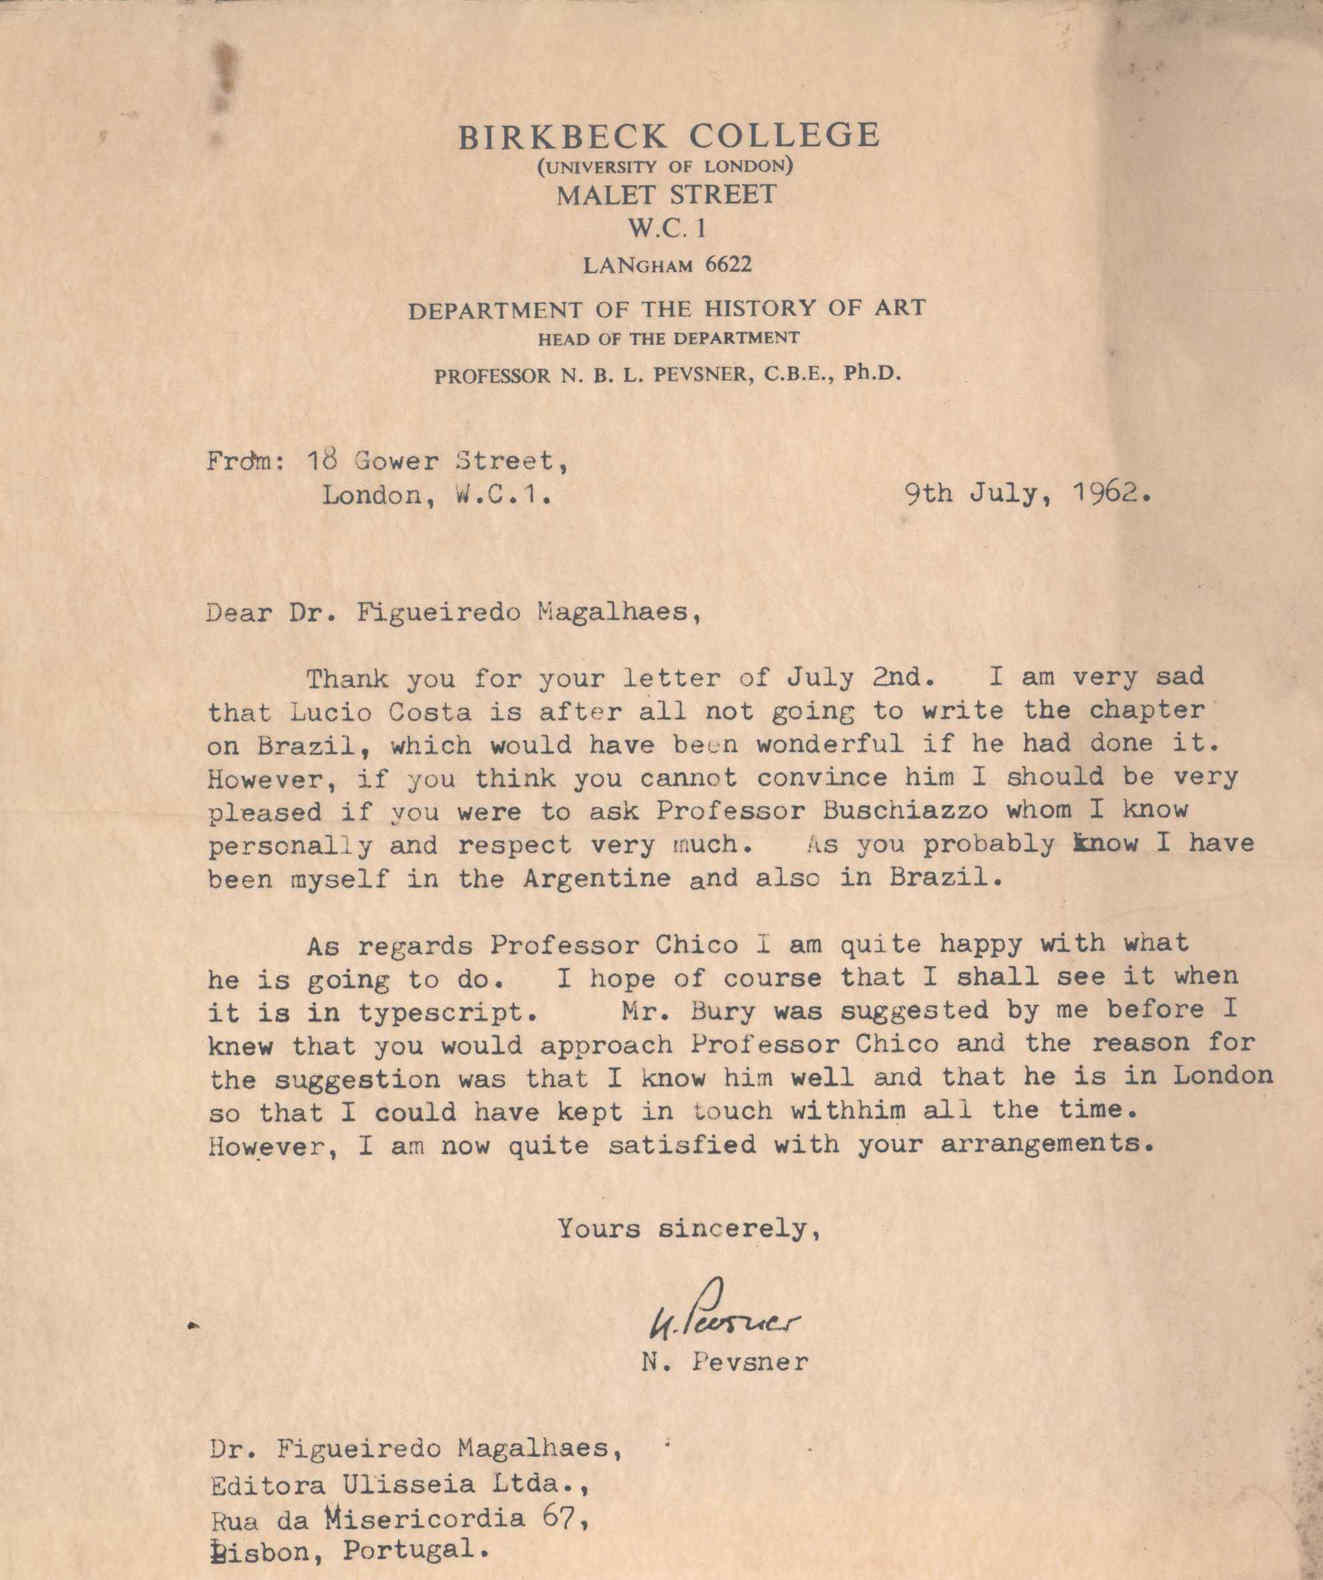 BIRKBECK COLLEGE
(UNIVERSITY OF LONDON)
MALET STREET
W.C. 1
LANGHAM 6622
DEPARTMENT OF THE HISTORY OF ART
HEAD OF THE DEPARTMENT
PROFESSOR N. B. L. PEVSNER, C.B.E., Ph.D.
From: 18 Gower Street,
London, W.C.1.
9th July, 1962.
Dear Dr. Figueiredo Magalhaes,
Thank you for your letter of July 2nd. I am very sad
that Lucio Costa is after all not going to write the chapter
on Brazil, which would have been wonderful if he had done it.
However, if you think you cannot convince him I should be very
pleased if you were to ask Professor Buschiazzo whom I know
personally and respect very much. As you probably know I have
been myself in the Argentine and also in Brazil.
As regards Professor Chico I am quite happy with what
he is going to do. I hope of course that I shall see it when
it is in typescript. Mr. Bury was suggested by me before I
knew that you would approach Professor Chico and the reason for
the suggestion was that I know him well and that he is in London
so that I could have kept in touch withhim all the time.
However, I am now quite satisfied with your arrangements.
Yours sincerely,
N. Pevsner
N. Pevsner
Dr. Figueiredo Magalhaes,
Editora Ulisseia Ltda.,
Rua da Misericordia 67,
Lisbon, Portugal.